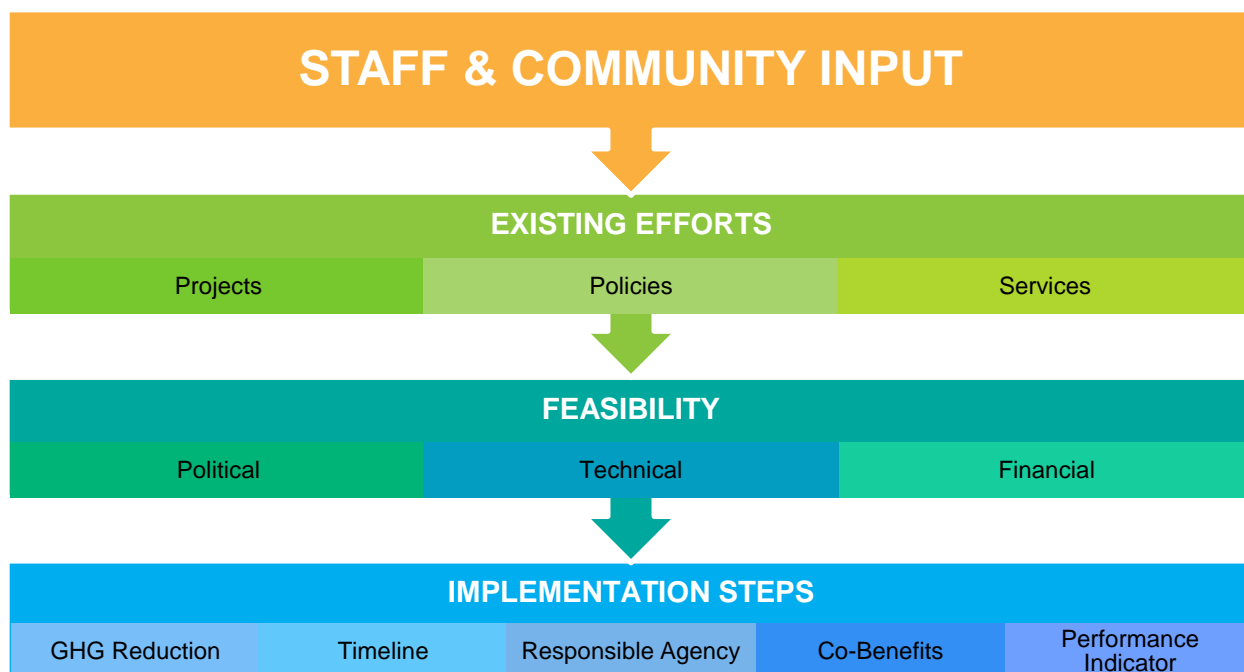 STAFF & COMMUNITY INPUT
EXISTING EFFORTS
Projects
Policies
Services
FEASIBILITY
Political
Technical
Financial
IMPLEMENTATION STEPS
GHG Reduction
Timeline
Responsible Agency
Co-Benefits
Performance
Indicator